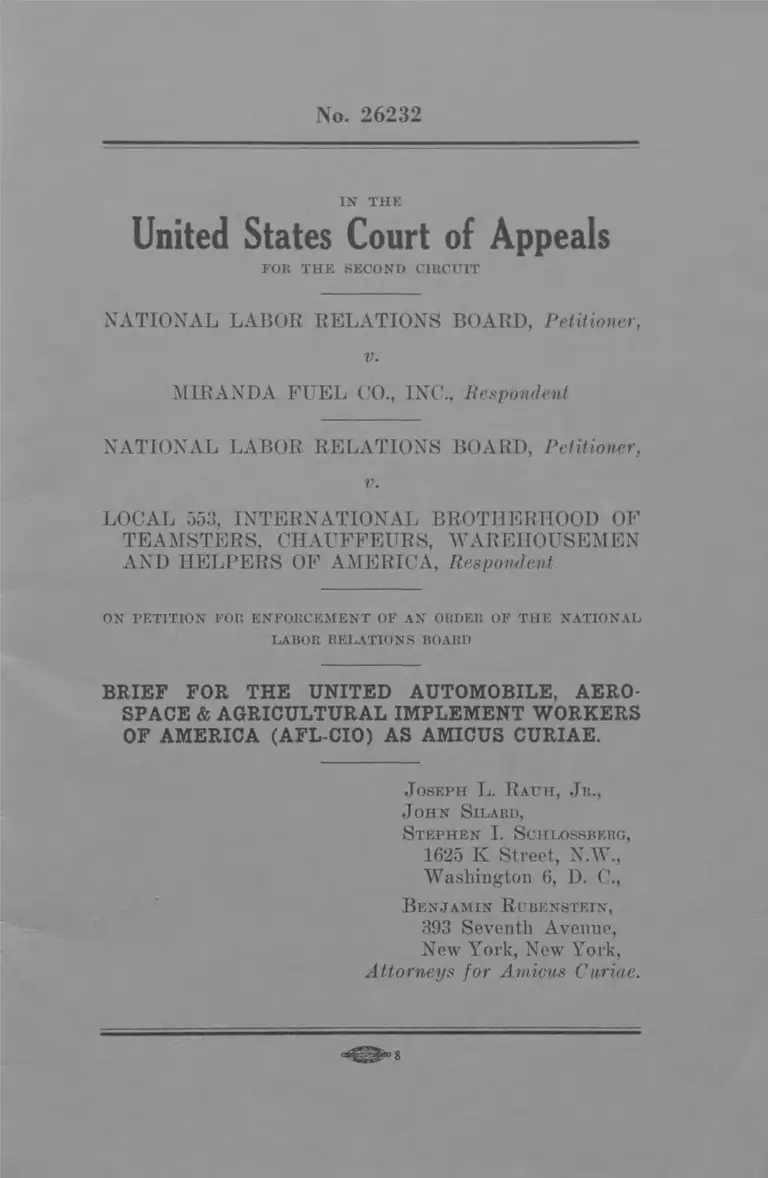 No. 26232
IN THE
United States Court of Appeals
FOR THE SECOND CIRCUIT
NATIONAL LABOR RELATIONS BOARD, Petitioner,
v.
MIRANDA FUEL CO., INC., Respondent
NATIONAL LABOR RELATIONS BOARD, Petitioner,
v.
LOCAL 553, INTERNATIONAL BROTHERHOOD OF
TEAMSTERS, CHAUFFEURS, WAREHOUSEMEN
AND HELPERS OF AMERICA, Respondent
ON PETITION FOR ENFORCEMENT OF AN ORDER OF THE NATIONAL
LABOR RELATIONS BOARD
BRIEF FOR THE UNITED AUTOMOBILE, AERO-
SPACE & AGRICULTURAL IMPLEMENT WORKERS
OF AMERICA (AFL-CIO) AS AMICUS CURIAE.
JOSEPH L. RAUH, JR.,
JOHN SILARD,
STEPHEN I. SCHLOSSBERG,
1625 K Street, N.W.,
Washington 6, D. C.,
BENJAMIN RUBENSTEIN,
393 Seventh Avenue,
New York, New York,
Attorneys for Amicus Curiae.
8